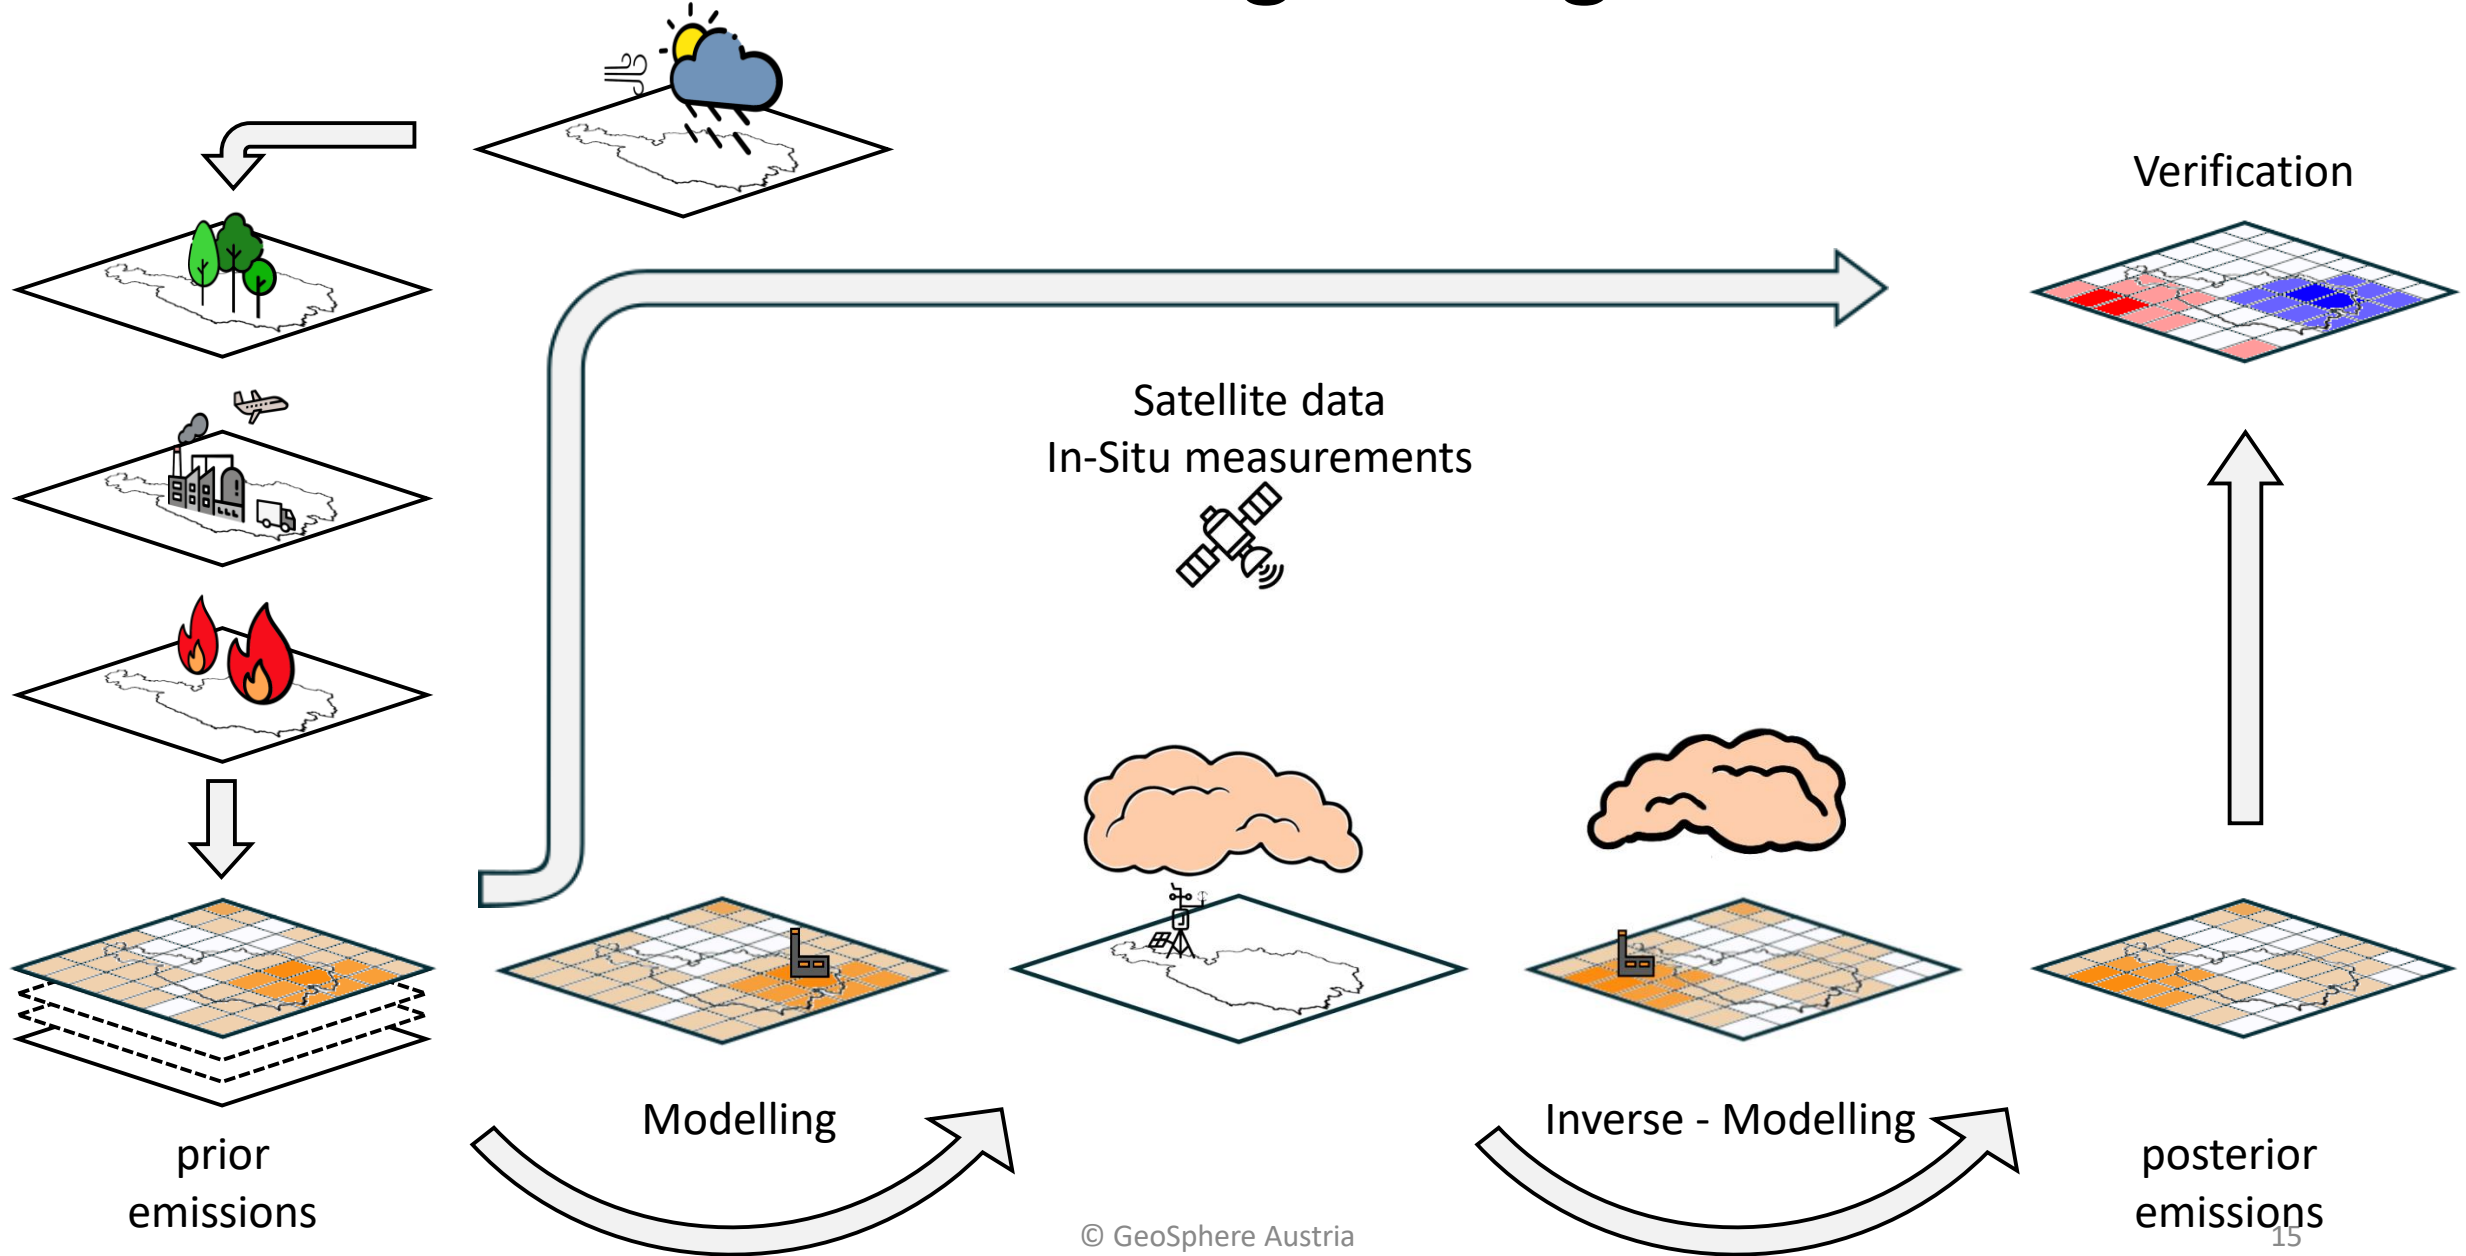 Verification
Satellite data
In-Situ measurements
Modelling
Inverse - Modelling
prior
emissions
posterior
emissions
© GeoSphere Austria
15